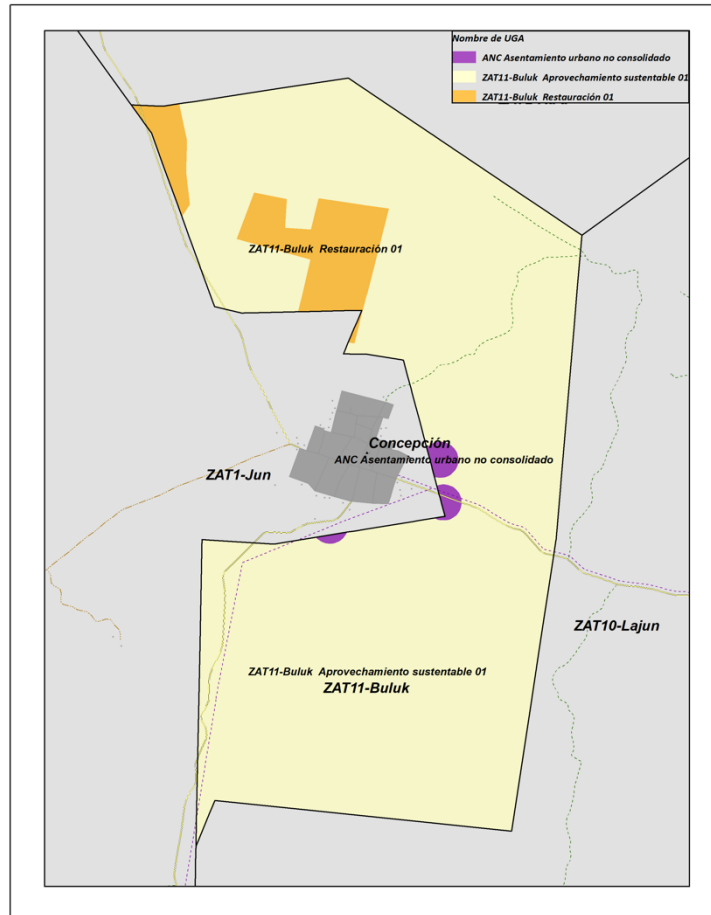 Nombre de UGA
ANC Asentamiento urbano no consolidado
ZAT11-Buluk Aprovechamiento sustentable 01
ZAT11-Buluk Restauración 01
ZAT11-Buluk Restauración 01
Concepción
ANC Asentamiento urbano no consolidado
ZAT1-Jun
ZAT10-Lajun
ZAT11-Buluk Aprovechamiento sustentable 01
ZAT11-Buluk